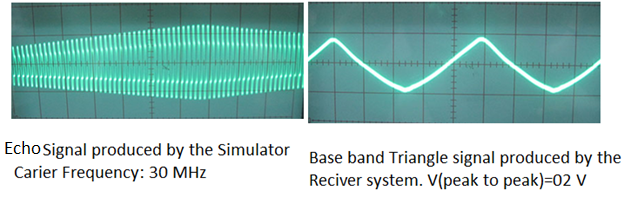 Echo Signal produced by the Simulator
Carier Frequency: 30 MHz
Base band Triangle signal produced by the
Reciver system. V(peak to peak)=02 V